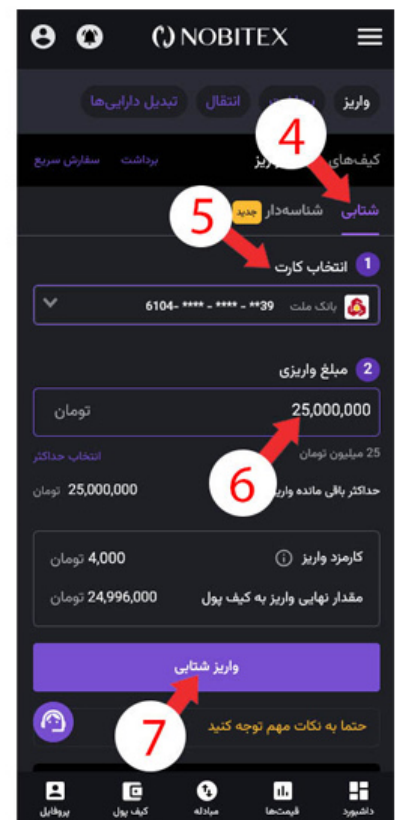 NOBITEX
واریز انتقال تبدیل دارایی‌ها
کیف‌های برداشت سفارش سریع
4
شتابی شناسه‌دار جدید
5
1 انتخاب کارت
بانک ملت 6104- **** - **** - **39
2 مبلغ واریزی
25,000,000 تومان
25 میلیون تومان انتخاب حداکثر
6
حداکثر باقی مانده 25,000,000 تومان
کارمزد واریز 4,000 تومان
مقدار نهایی واریز به کیف پول 24,996,000 تومان
واریز شتابی
7
حتما به نکات مهم توجه کنید
داشبورد قیمت‌ها مبادله کیف پول پروفایل